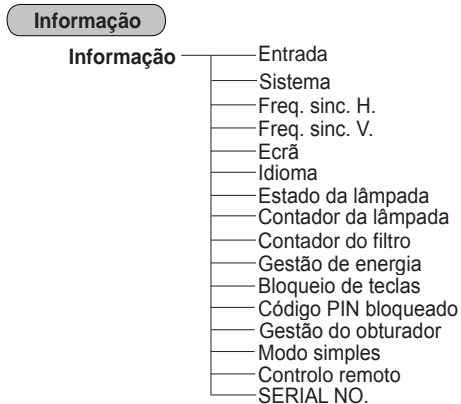 Informação
Informação
Entrada
Sistema
Freq. sinc. H.
Freq. sinc. V.
Ecrã
Idioma
Estado da lâmpada
Contador da lâmpada
Contador do filtro
Gestão de energia
Bloqueio de teclas
Código PIN bloqueado
Gestão do obturador
Modo simples
Controlo remoto
SERIAL NO.